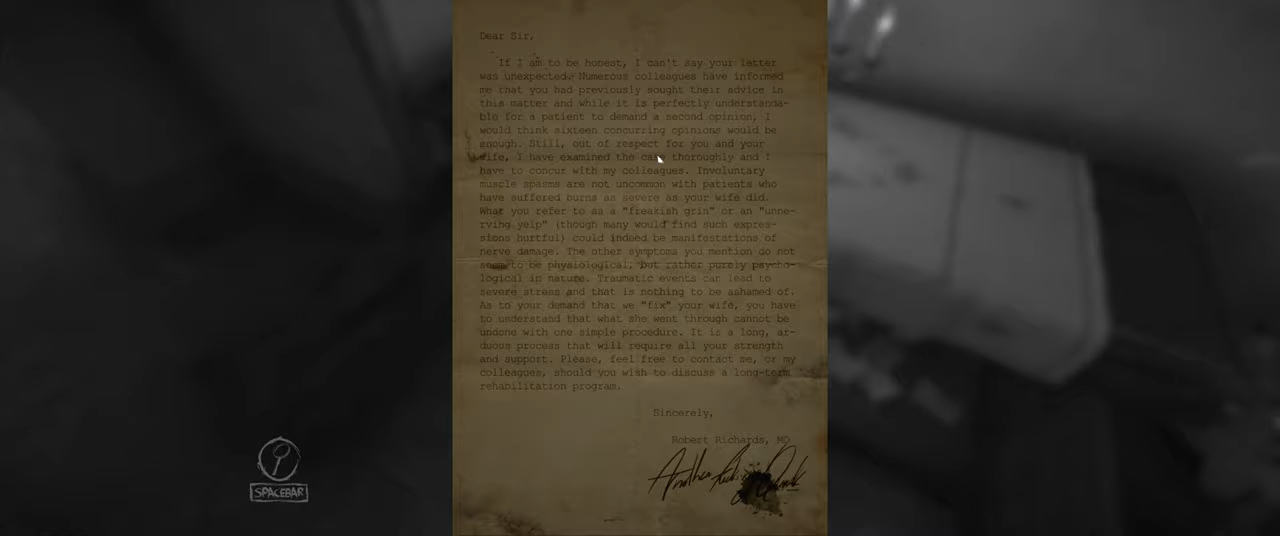 Dear Sir,
If I am to be honest, I can't say your letter
was unexpected. Numerous colleagues have informed
me that you had previously sought their advice in
this matter and while it is perfectly understanda-
ble for a patient to demand a second opinion, I
would think sixteen concurring opinions would be
enough. Still, out of respect for you and your
wife, I have examined the case thoroughly and I
have to concur with my colleagues. Involuntary
muscle spasms are not uncommon with patients who
have suffered burns as severe as your wife did.
What you refer to as a "freakish grin" or an "unne-
rving yelp" (though many would find such expres-
sions hurtful) could indeed be manifestations of
nerve damage. The other symptoms you mention do not
seem to be physiological, but rather purely psycho-
logical in nature. Traumatic events can lead to
severe stress and that is nothing to be ashamed of.
As to your demand that we "fix" your wife, you have
to understand that what she went through cannot be
undone with one simple procedure. It is a long, ar-
duous process that will require all your strength
and support. Please, feel free to contact me, or my
colleagues, should you wish to discuss a long-term
rehabilitation program.
Sincerely,
Robert Richards, MD
Another
SPACEBAR